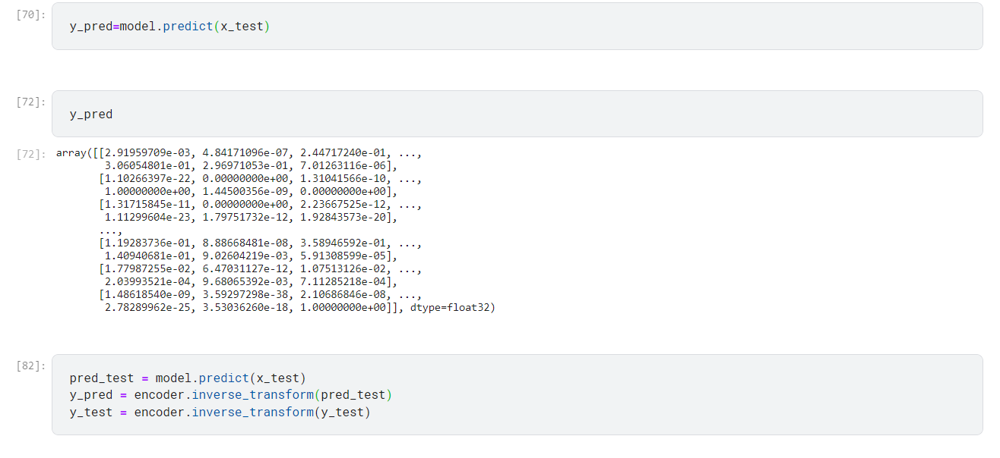 [70]:
y_pred=model.predict(x_test)
[72]:
y_pred
[72]:
array([[2.91959709e-03, 4.84171096e-07, 2.44717240e-01, ...,
3.06054801e-01, 2.96971053e-01, 7.01263116e-06],
[1.10266397e-22, 0.00000000e+00, 1.31041566e-10, ...,
1.00000000e+00, 1.44500356e-09, 0.00000000e+00],
[1.31715845e-11, 0.00000000e+00, 2.23667525e-12, ...,
1.11299604e-23, 1.79751732e-12, 1.92843573e-20],
...,
[1.19283736e-01, 8.88668481e-08, 3.58946592e-01, ...,
1.40940681e-01, 9.02604219e-03, 5.91308599e-05],
[1.77987255e-02, 6.47031127e-12, 1.07513126e-02, ...,
2.03993521e-04, 9.68065392e-03, 7.11285218e-04],
[1.48618540e-09, 3.59297298e-38, 2.10686846e-08, ...,
2.78289962e-25, 3.53036260e-18, 1.00000000e+00]], dtype=float32)
[82]:
pred_test = model.predict(x_test)
y_pred = encoder.inverse_transform(pred_test)
y_test = encoder.inverse_transform(y_test)